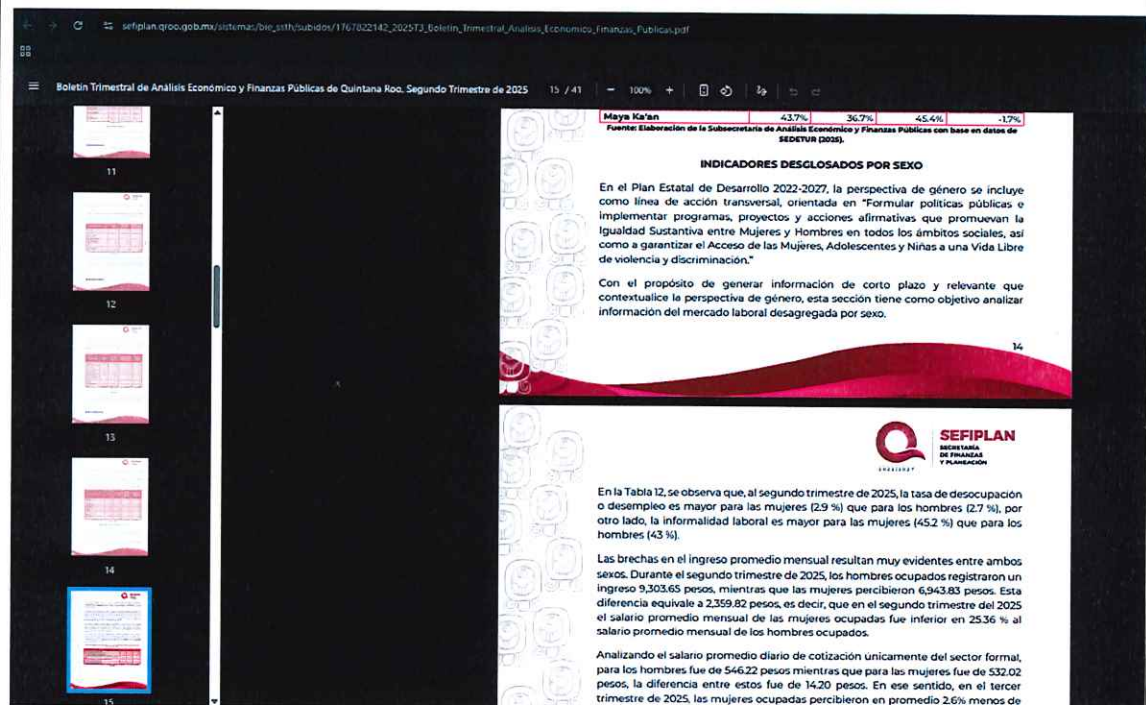 sefiplan.qroo.gob.mx/sistemas/bie_ssth/subidos/1767822142_2025T3_Boletin_Trimestral_Analisis_Economico_Finanzas_Publicas.pdf
Boletín Trimestral de Análisis Económico y Finanzas Públicas de Quintana Roo. Segundo Trimestre de 2025 15 / 41 100%
11
12
13
14
15
Maya Ka'an 43.7% 36.7% 45.4% -1.7%
Fuente: Elaboración de la Subsecretaría de Análisis Económico y Finanzas Públicas con base en datos de
SEDETUR (2025).
INDICADORES DESGLOSADOS POR SEXO
En el Plan Estatal de Desarrollo 2022-2027, la perspectiva de género se incluye
como línea de acción transversal, orientada en "Formular políticas públicas e
implementar programas, proyectos y acciones afirmativas que promuevan la
Igualdad Sustantiva entre Mujeres y Hombres en todos los ámbitos sociales, así
como a garantizar el Acceso de las Mujeres, Adolescentes y Niñas a una Vida Libre
de violencia y discriminación."
Con el propósito de generar información de corto plazo y relevante que
contextualice la perspectiva de género, esta sección tiene como objetivo analizar
información del mercado laboral desagregada por sexo.
14
SEFIPLAN
SECRETARÍA
DE FINANZAS
Y PLANEACIÓN
En la Tabla 12, se observa que, al segundo trimestre de 2025, la tasa de desocupación
o desempleo es mayor para las mujeres (2.9 %) que para los hombres (2.7 %), por
otro lado, la informalidad laboral es mayor para las mujeres (45.2 %) que para los
hombres (43 %).
Las brechas en el ingreso promedio mensual resultan muy evidentes entre ambos
sexos. Durante el segundo trimestre de 2025, los hombres ocupados registraron un
ingreso 9,303.65 pesos, mientras que las mujeres percibieron 6,943.83 pesos. Esta
diferencia equivale a 2,359.82 pesos, es decir, que en el segundo trimestre del 2025
el salario promedio mensual de las mujeres ocupadas fue inferior en 25.36 % al
salario promedio mensual de los hombres ocupados.
Analizando el salario promedio diario de cotización únicamente del sector formal,
para los hombres fue de 546.22 pesos mientras que para las mujeres fue de 532.02
pesos, la diferencia entre estos fue de 14.20 pesos. En ese sentido, en el tercer
trimestre de 2025, las mujeres ocupadas percibieron en promedio 2.6% menos de